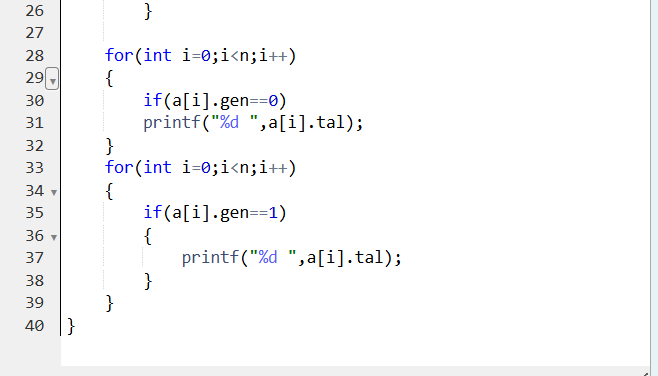 26 }
27
28 for(int i=0;i<n;i++)
29 {
30 if(a[i].gen==0)
31 printf("%d ",a[i].tal);
32 }
33 for(int i=0;i<n;i++)
34 {
35 if(a[i].gen==1)
36 {
37 printf("%d ",a[i].tal);
38 }
39 }
40 }